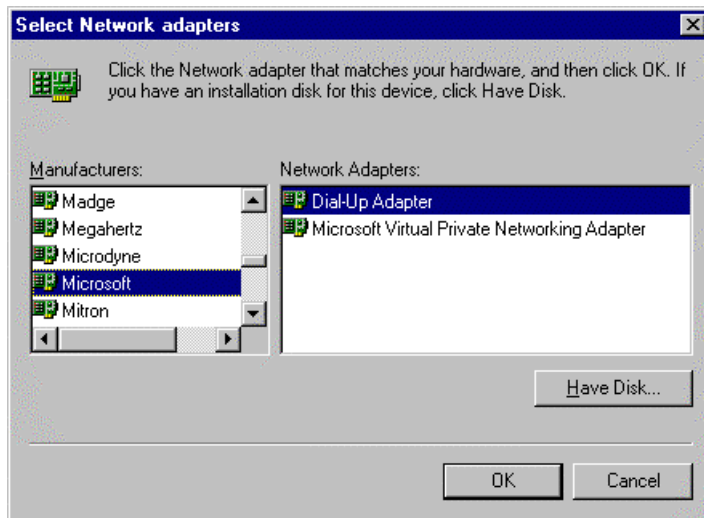 Select Network adapters
Click the Network adapter that matches your hardware, and then click OK. If
you have an installation disk for this device, click Have Disk.
Manufacturers:
Madge
Megahertz
Microdyne
Microsoft
Mitron
Network Adapters:
Dial-Up Adapter
Microsoft Virtual Private Networking Adapter
Have Disk...
OK
Cancel